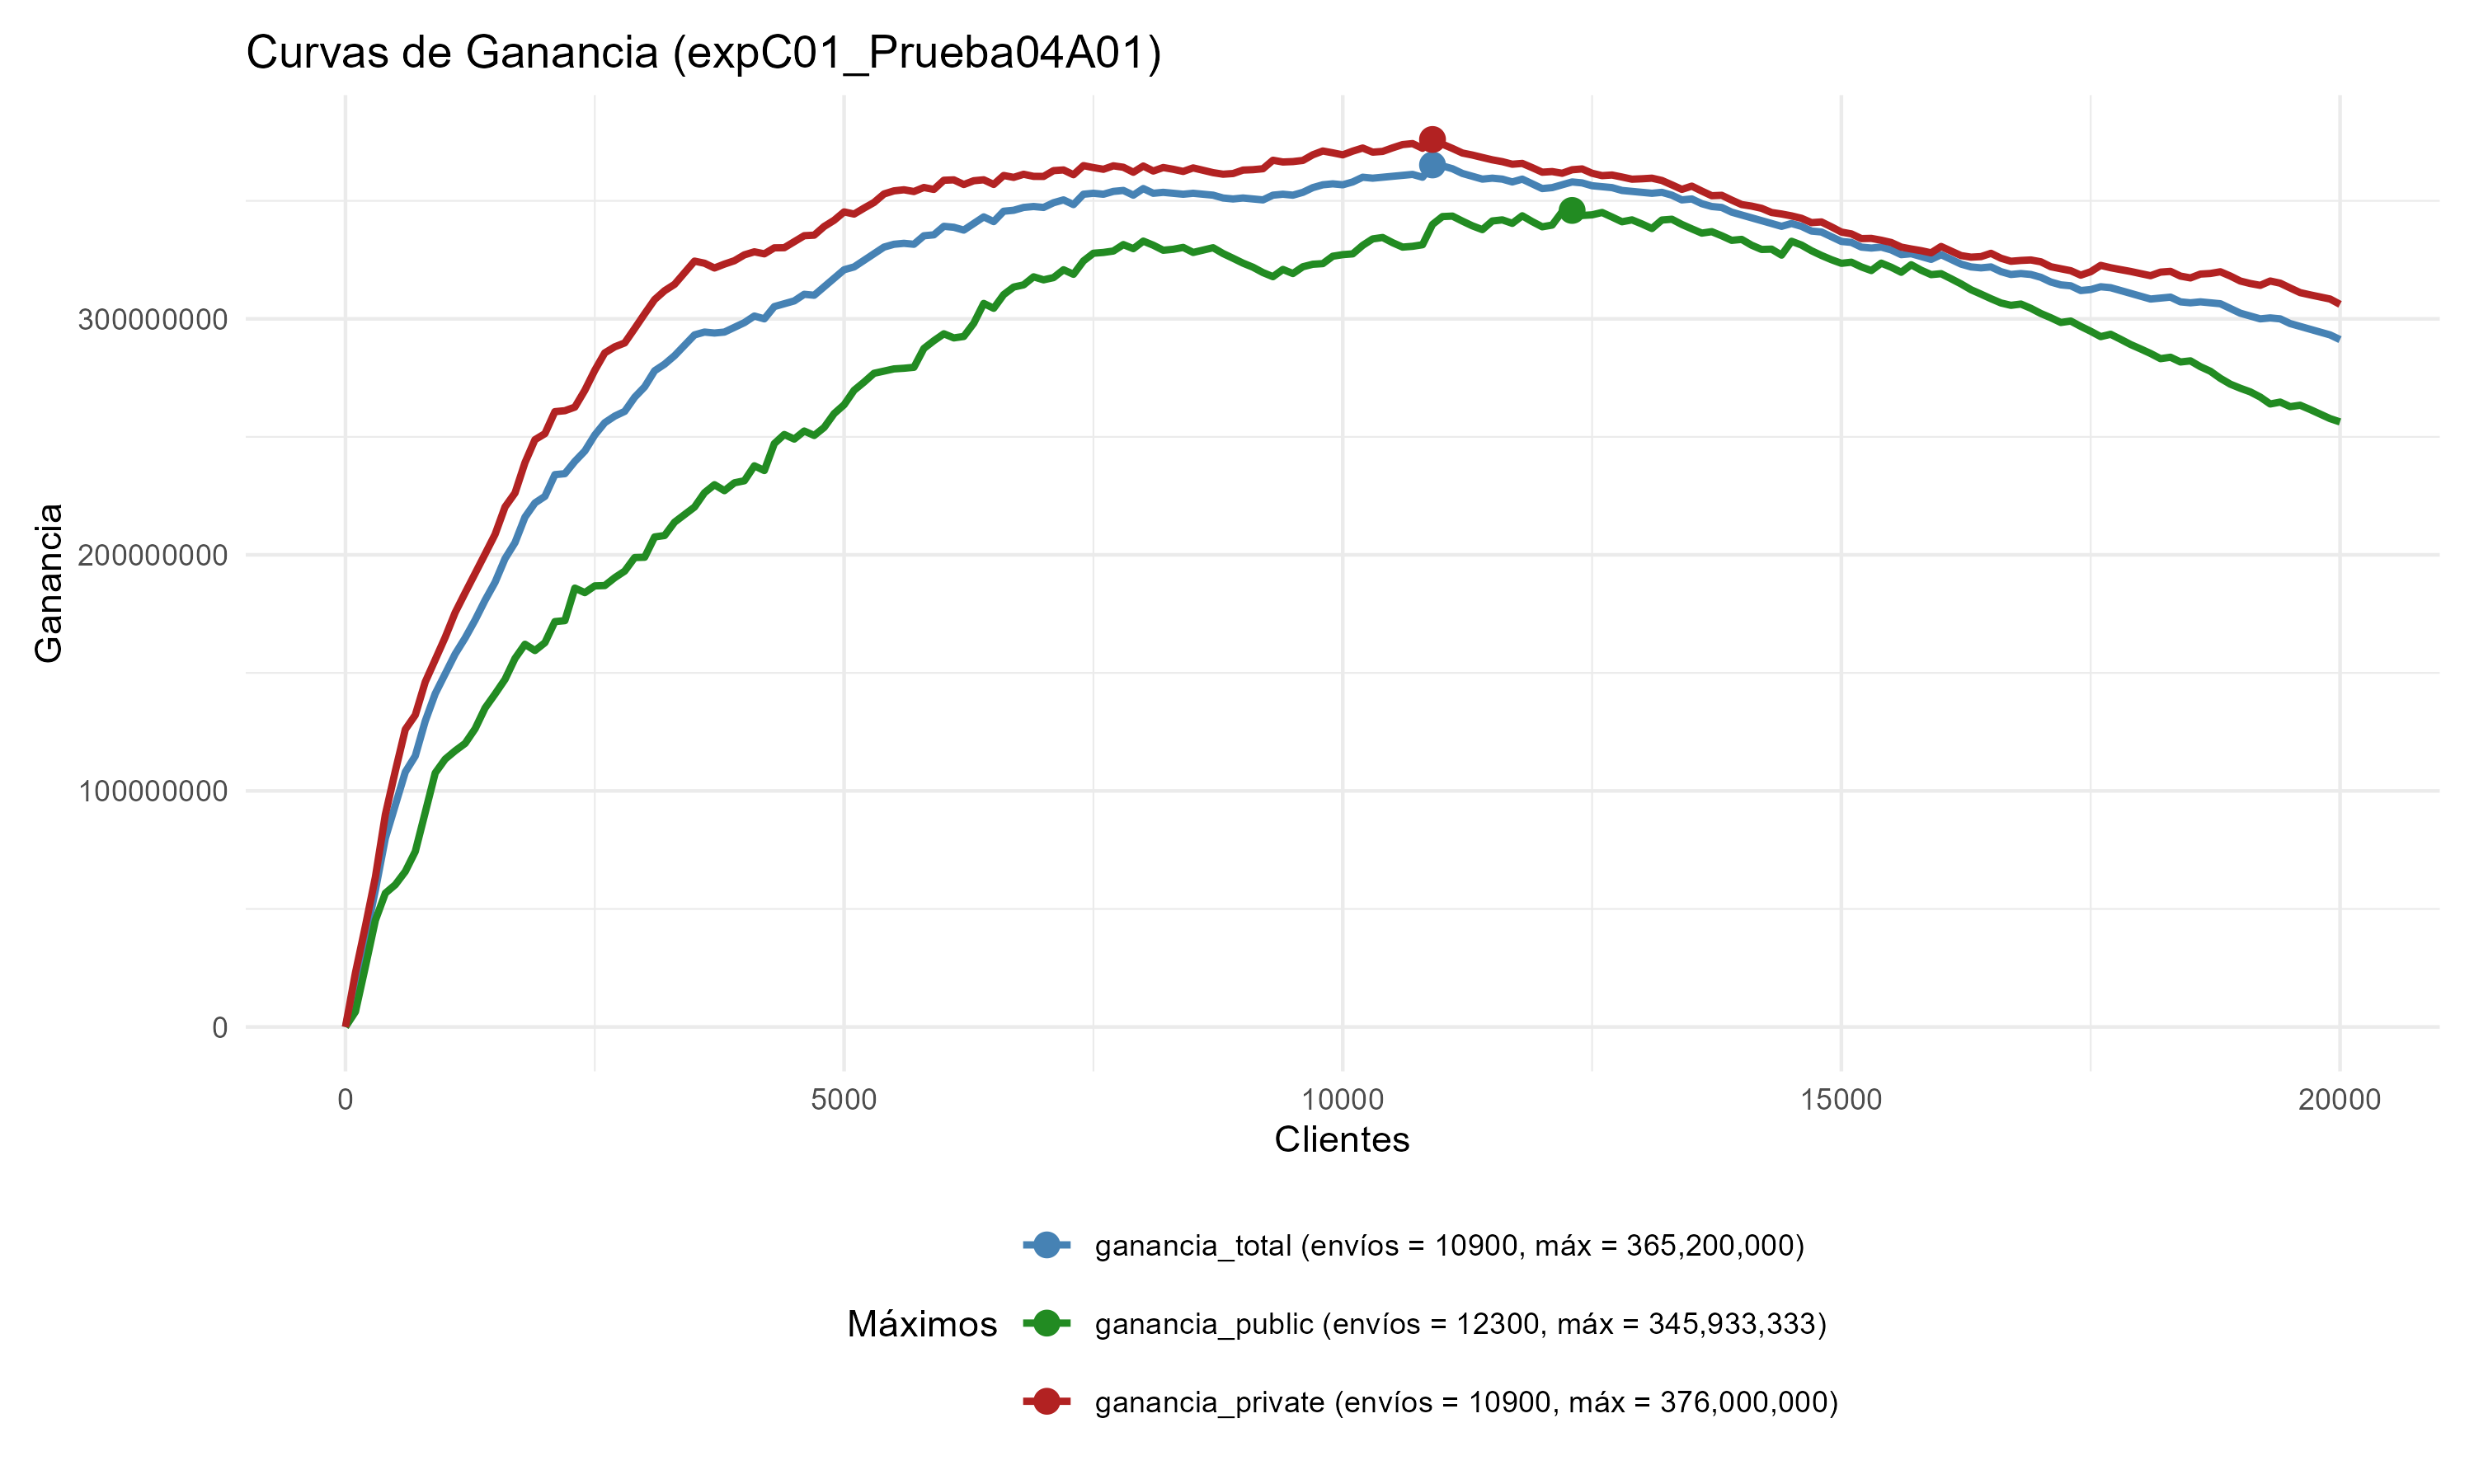 Curvas de Ganancia (expC01_Prueba04A01)
Ganancia
300000000
200000000
100000000
0
0 5000 10000 15000 20000
Clientes
Máximos
ganancia_total (envíos = 10900, máx = 365,200,000)
ganancia_public (envíos = 12300, máx = 345,933,333)
ganancia_private (envíos = 10900, máx = 376,000,000)